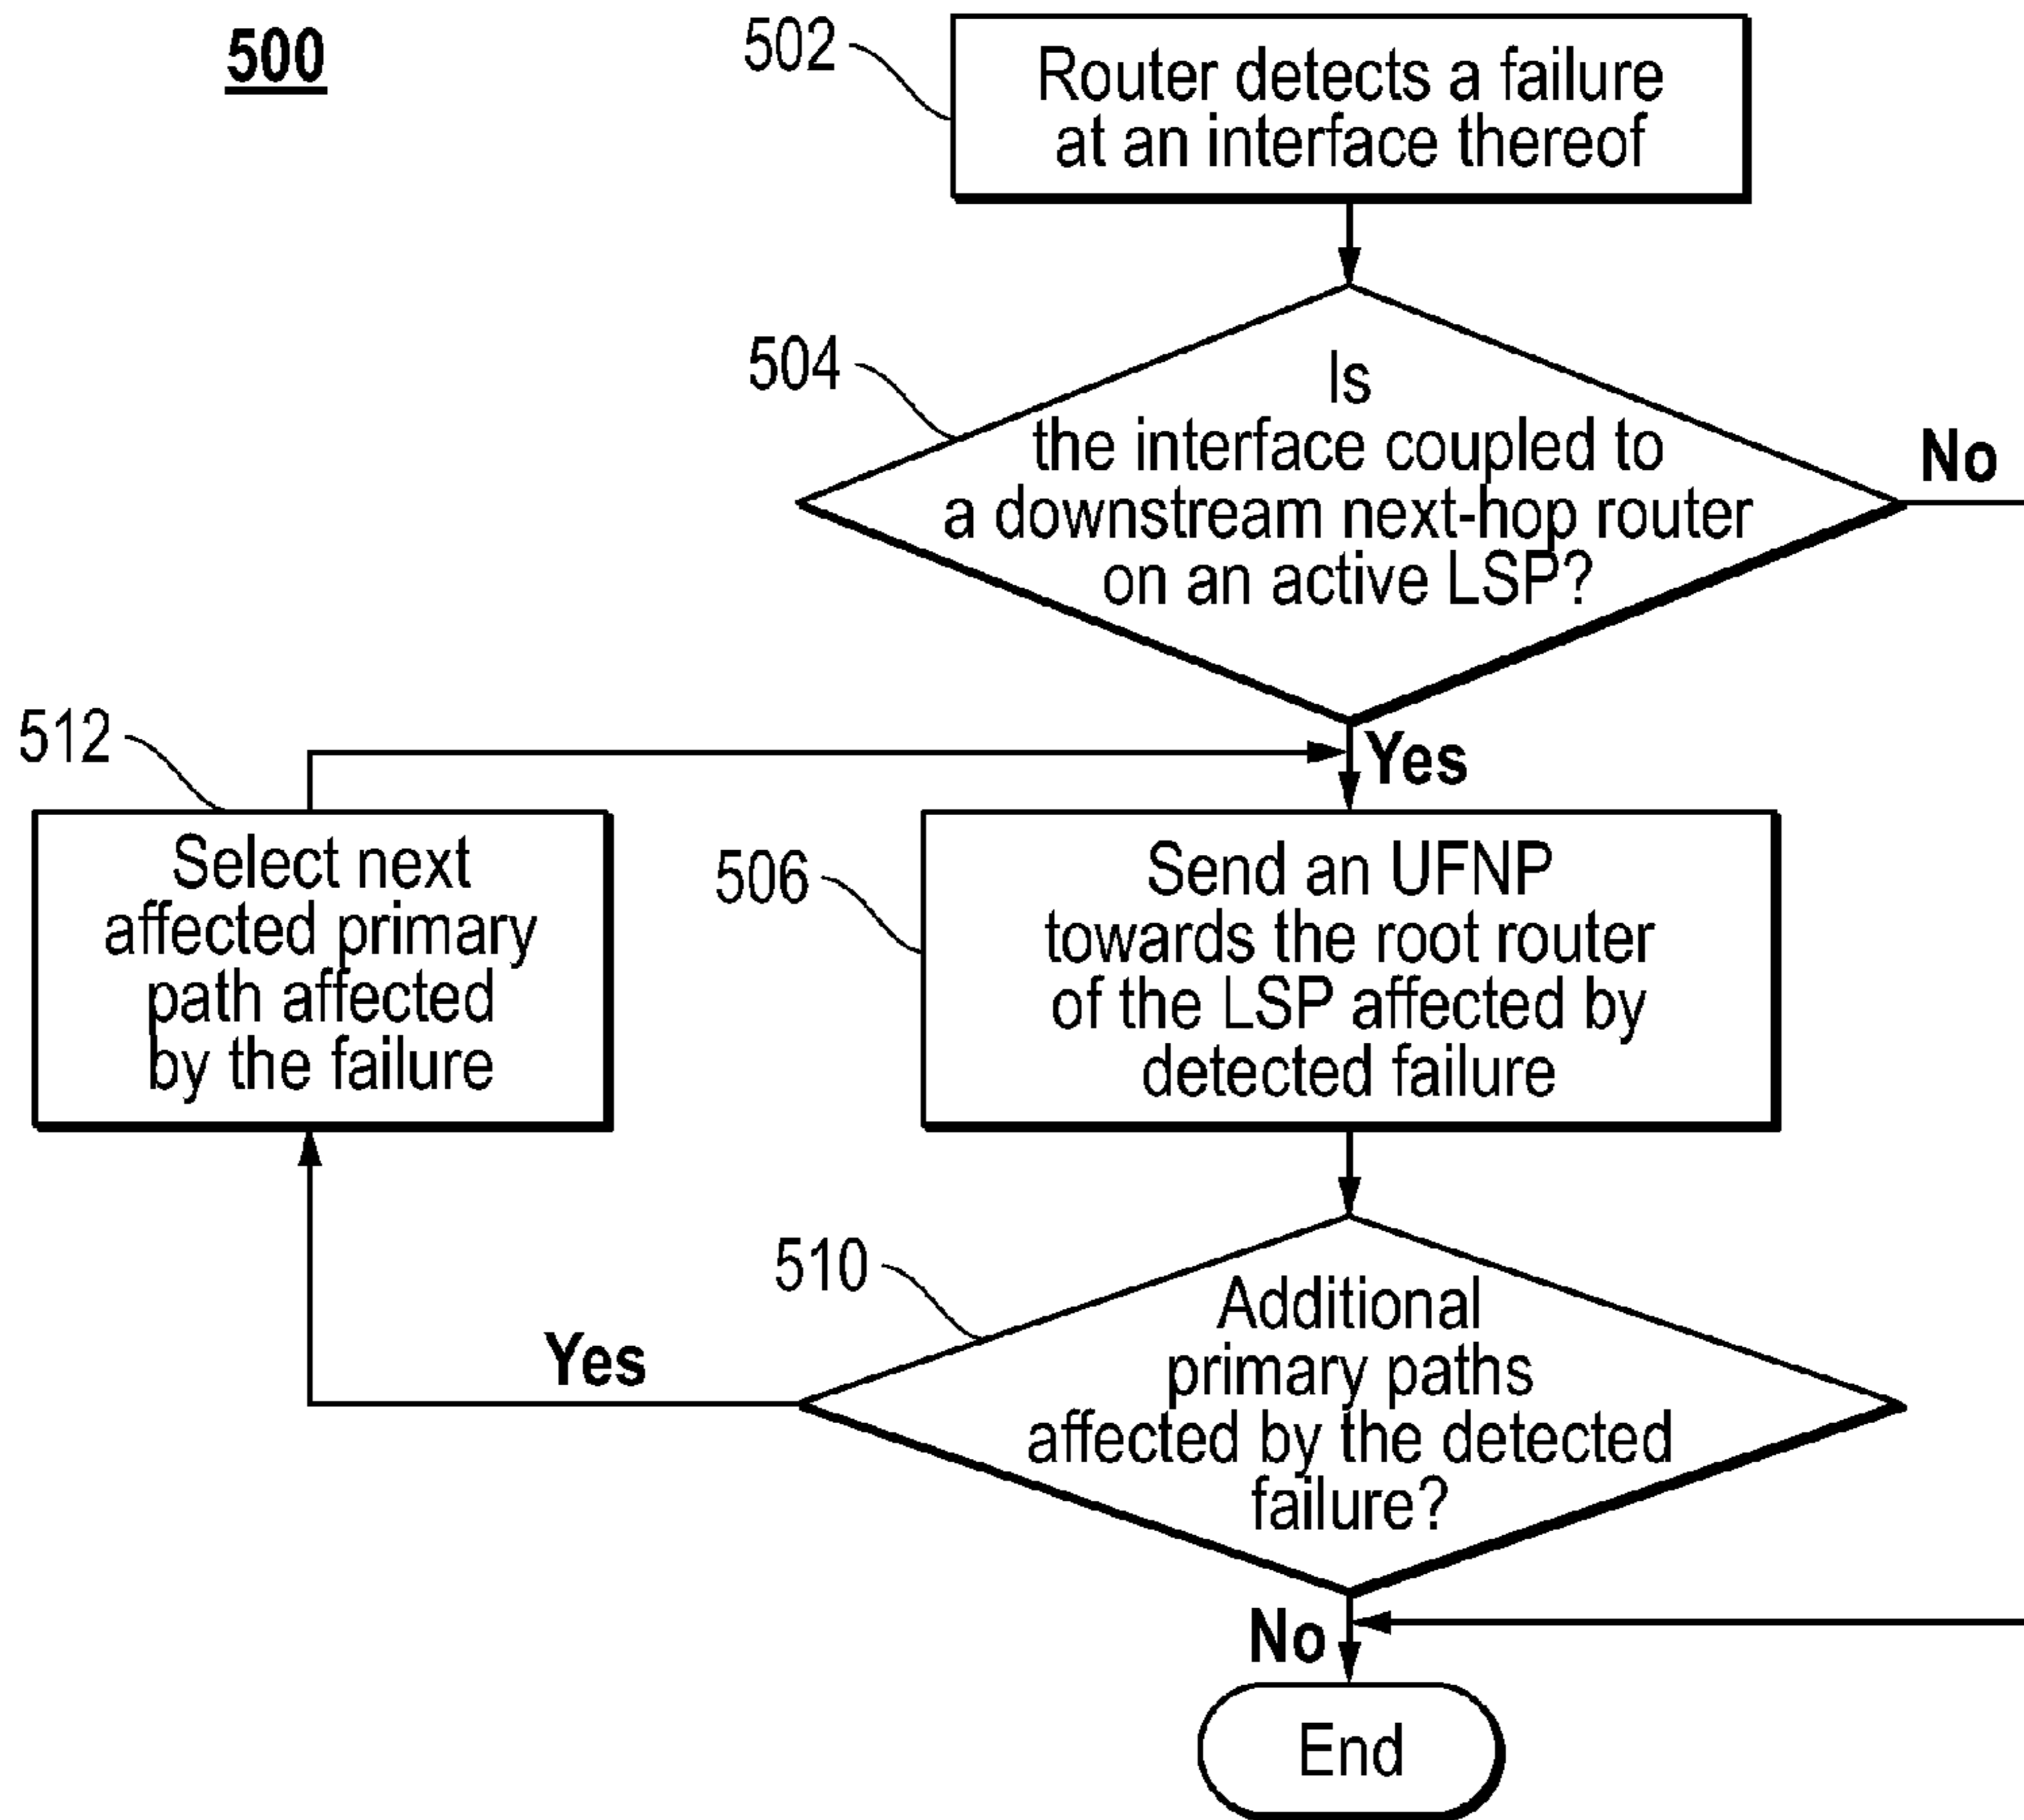 500
502
Router detects a failure
at an interface thereof
504
Is
the interface coupled to
a downstream next-hop router
on an active LSP?
No
Yes
512
Select next
affected primary
path affected
by the failure
506
Send an UFNP
towards the root router
of the LSP affected by
detected failure
510
Additional
primary paths
affected by the detected
failure?
Yes
No
End